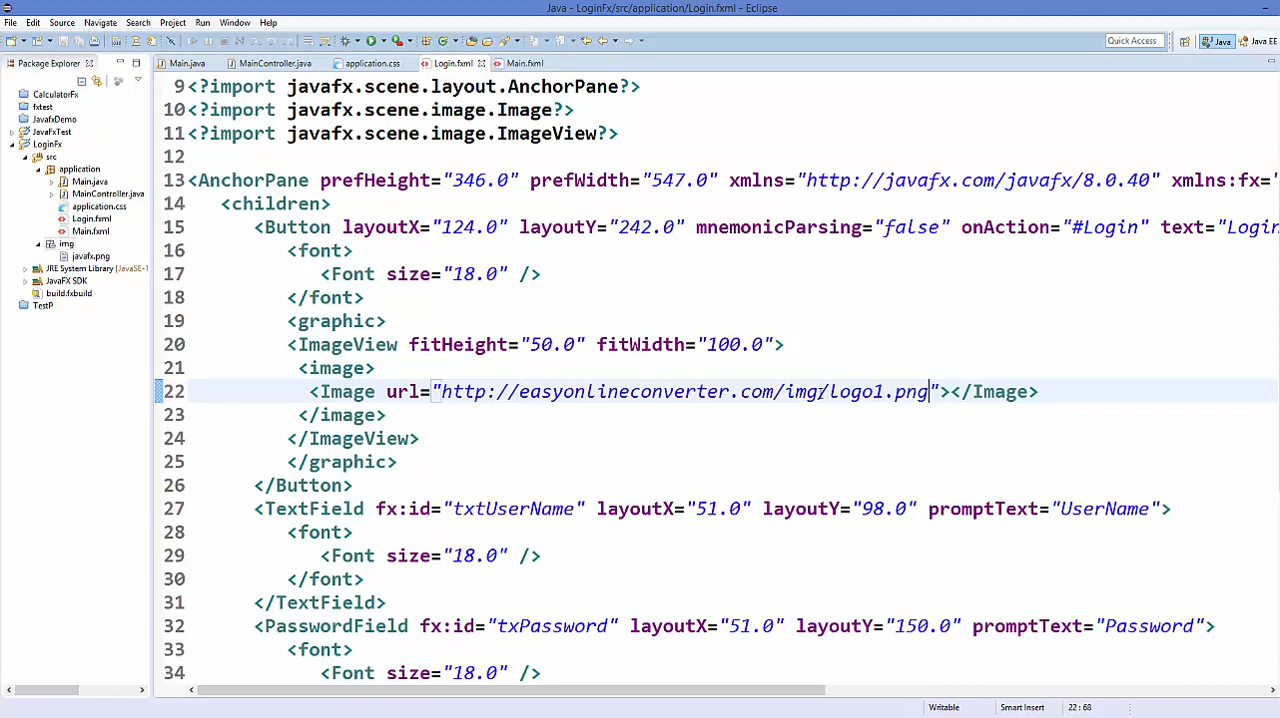 Java - LoginFx/src/application/Login.fxml - Eclipse
File Edit Source Navigate Search Project Run Window Help
Quick Access Java Java EE
Package Explorer Main.java MainController.java application.css Login.fxml Main.fxml
CalculatorFx
fxtest
JavafxDemo
JavafxTest
LoginFx
src
application
Main.java
MainController.java
application.css
Login.fxml
Main.fxml
img
javafx.png
JRE System Library [JavaSE-1
JavaFX SDK
build.fxbuild
TestP
9 <?import javafx.scene.layout.AnchorPane?>
10 <?import javafx.scene.image.Image?>
11 <?import javafx.scene.image.ImageView?>
12
13 <AnchorPane prefHeight="346.0" prefWidth="547.0" xmlns="http://javafx.com/javafx/8.0.40" xmlns:fx="
14 <children>
15 <Button layoutX="124.0" layoutY="242.0" mnemonicParsing="false" onAction="#Login" text="Login
16 <font>
17 <Font size="18.0" />
18 </font>
19 <graphic>
20 <ImageView fitHeight="50.0" fitWidth="100.0">
21 <image>
22 <Image url="http://easyonlineconverter.com/img/logo1.png"></Image>
23 </image>
24 </ImageView>
25 </graphic>
26 </Button>
27 <TextField fx:id="txtUserName" layoutX="51.0" layoutY="98.0" promptText="UserName">
28 <font>
29 <Font size="18.0" />
30 </font>
31 </TextField>
32 <PasswordField fx:id="txPassword" layoutX="51.0" layoutY="150.0" promptText="Password">
33 <font>
34 <Font size="18.0" />
Writable Smart Insert 22 : 68